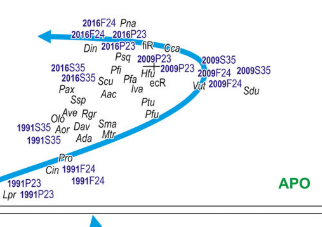 2016F24 Pna
2016F24 2016P23
Din 2016P23 fiR Cca
Psq 2009P23 2009S35
2016S35 Pfi Hfu 2009P23 2009F24 2009S35
2016S35 Scu Pfa ecR Vut 2009F24 Sdu
Pax Aac Iva
Ssp Ptu
Ave Rgr Pfu
Olo
1991S35 Aor Dav Sma
1991S35 Ada Mtr
Pro
Cin 1991F24
1991P23 1991F24 APO
Lpr 1991P23